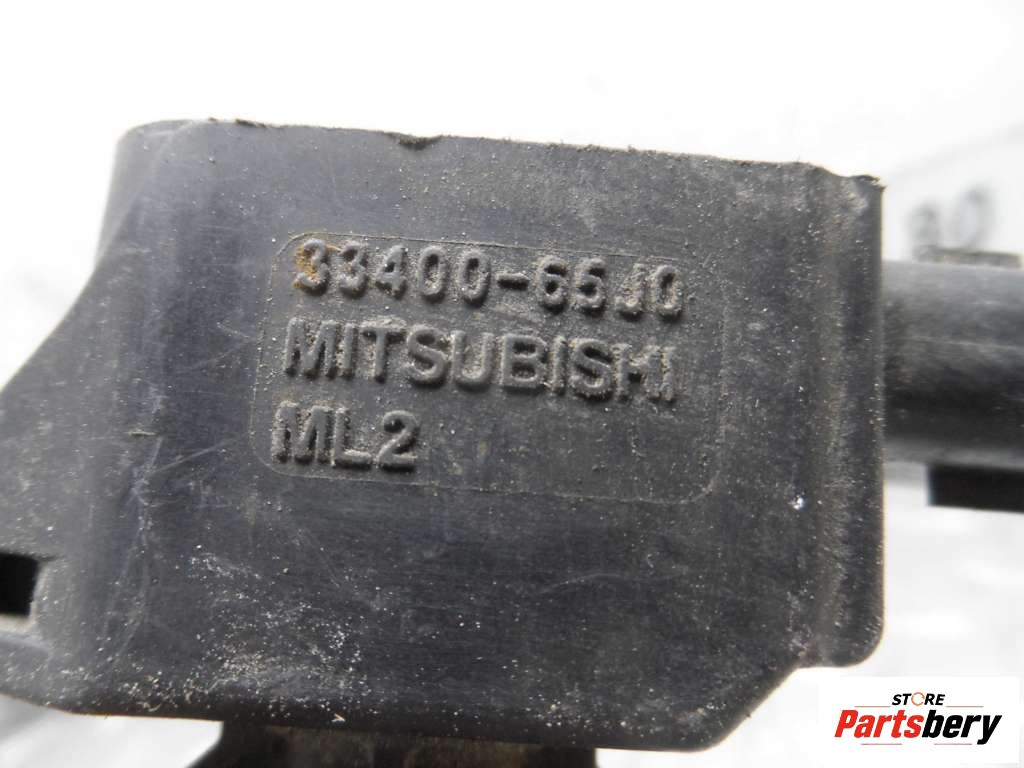 33400-65J0
MITSUBISHI
ML2
STORE
Partsbery